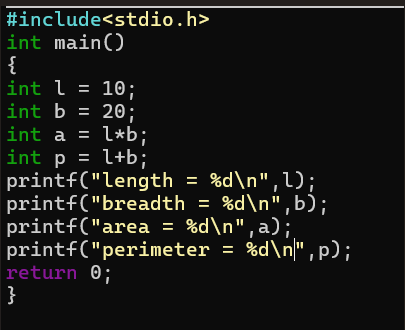 #include<stdio.h>
int main()
{
int l = 10;
int b = 20;
int a = l*b;
int p = l+b;
printf("length = %d\n",l);
printf("breadth = %d\n",b);
printf("area = %d\n",a);
printf("perimeter = %d\n",p);
return 0;
}